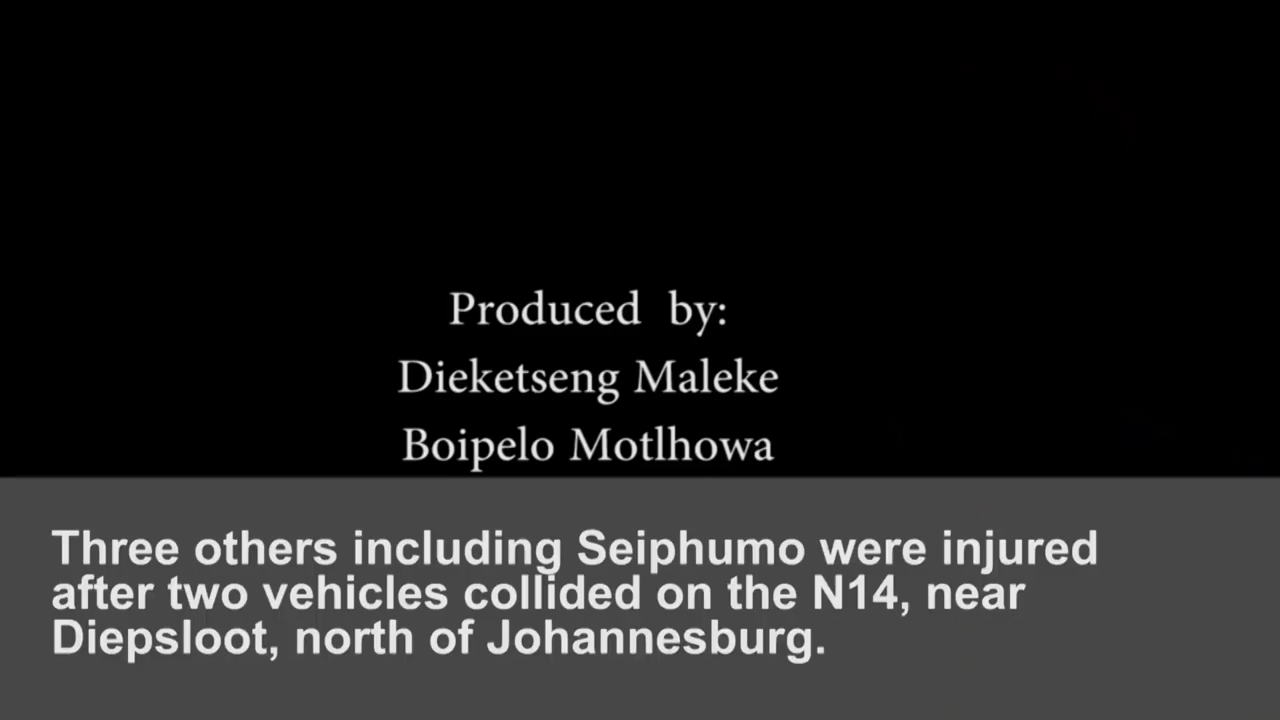 Produced by:
Dieketseng Maleke
Boipelo Motlhowa
Three others including Seiphumo were injured
after two vehicles collided on the N14, near
Diepsloot, north of Johannesburg.